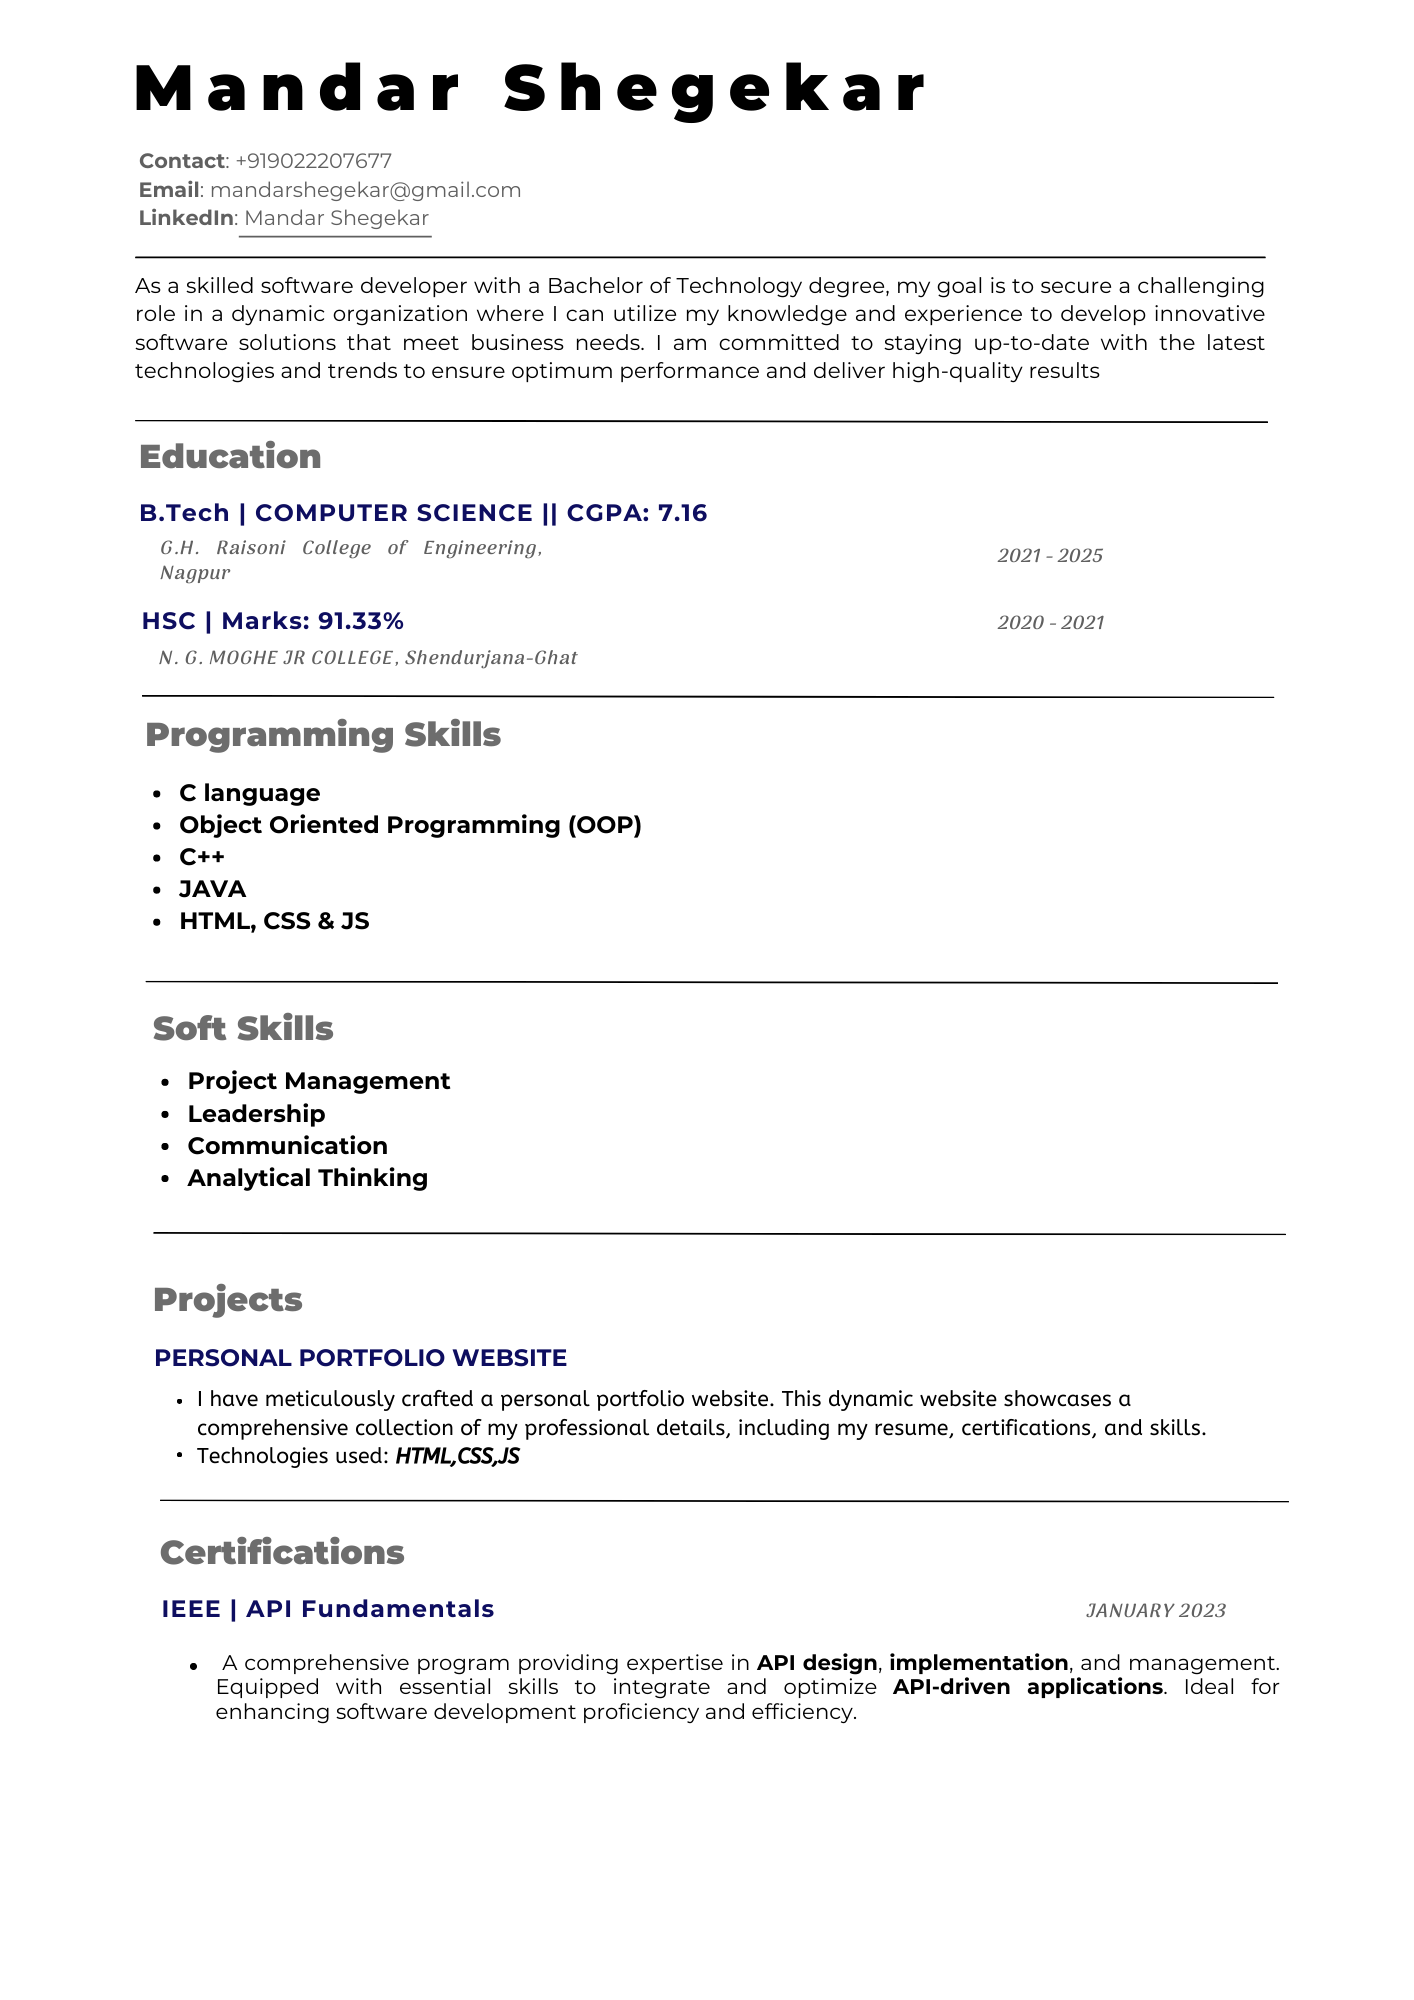 Mandar Shegekar
Contact: +919022207677
Email: mandarshegekar@gmail.com
LinkedIn: Mandar Shegekar
As a skilled software developer with a Bachelor of Technology degree, my goal is to secure a challenging
role in a dynamic organization where I can utilize my knowledge and experience to develop innovative
software solutions that meet business needs. I am committed to staying up-to-date with the latest
technologies and trends to ensure optimum performance and deliver high-quality results
Education
B.Tech | COMPUTER SCIENCE || CGPA: 7.16
G.H. Raisoni College of Engineering,
Nagpur
2021 - 2025
HSC | Marks: 91.33%
2020 - 2021
N. G. MOGHE JR COLLEGE, Shendurjana-Ghat
Programming Skills
• C language
• Object Oriented Programming (OOP)
• C++
• JAVA
• HTML, CSS & JS
Soft Skills
• Project Management
• Leadership
• Communication
• Analytical Thinking
Projects
PERSONAL PORTFOLIO WEBSITE
• I have meticulously crafted a personal portfolio website. This dynamic website showcases a
comprehensive collection of my professional details, including my resume, certifications, and skills.
• Technologies used: HTML,CSS,JS
Certifications
IEEE | API Fundamentals
JANUARY 2023
• A comprehensive program providing expertise in API design, implementation, and management.
Equipped with essential skills to integrate and optimize API-driven applications. Ideal for
enhancing software development proficiency and efficiency.